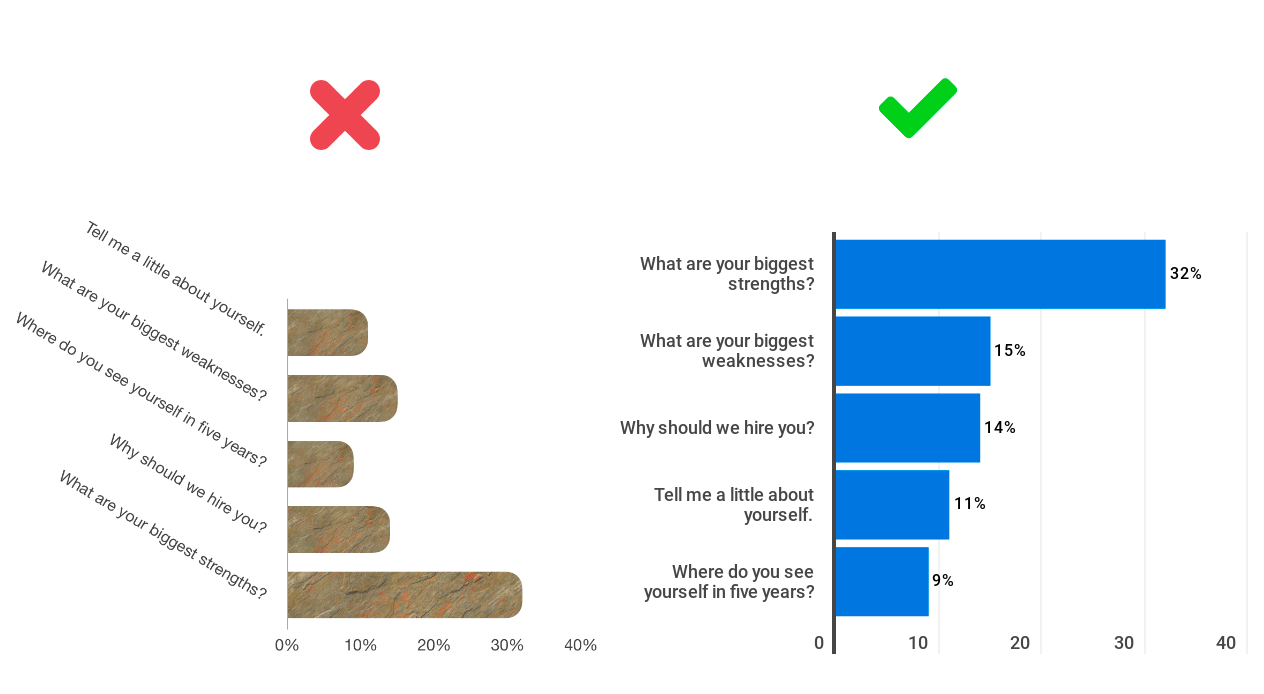 Tell me a little about yourself.
What are your biggest weaknesses?
Where do you see yourself in five years?
Why should we hire you?
What are your biggest strengths?
0% 10% 20% 30% 40%
What are your biggest
strengths?
32%
What are your biggest
weaknesses?
15%
Why should we hire you?
14%
Tell me a little about
yourself.
11%
Where do you see
yourself in five years?
9%
0 10 20 30 40